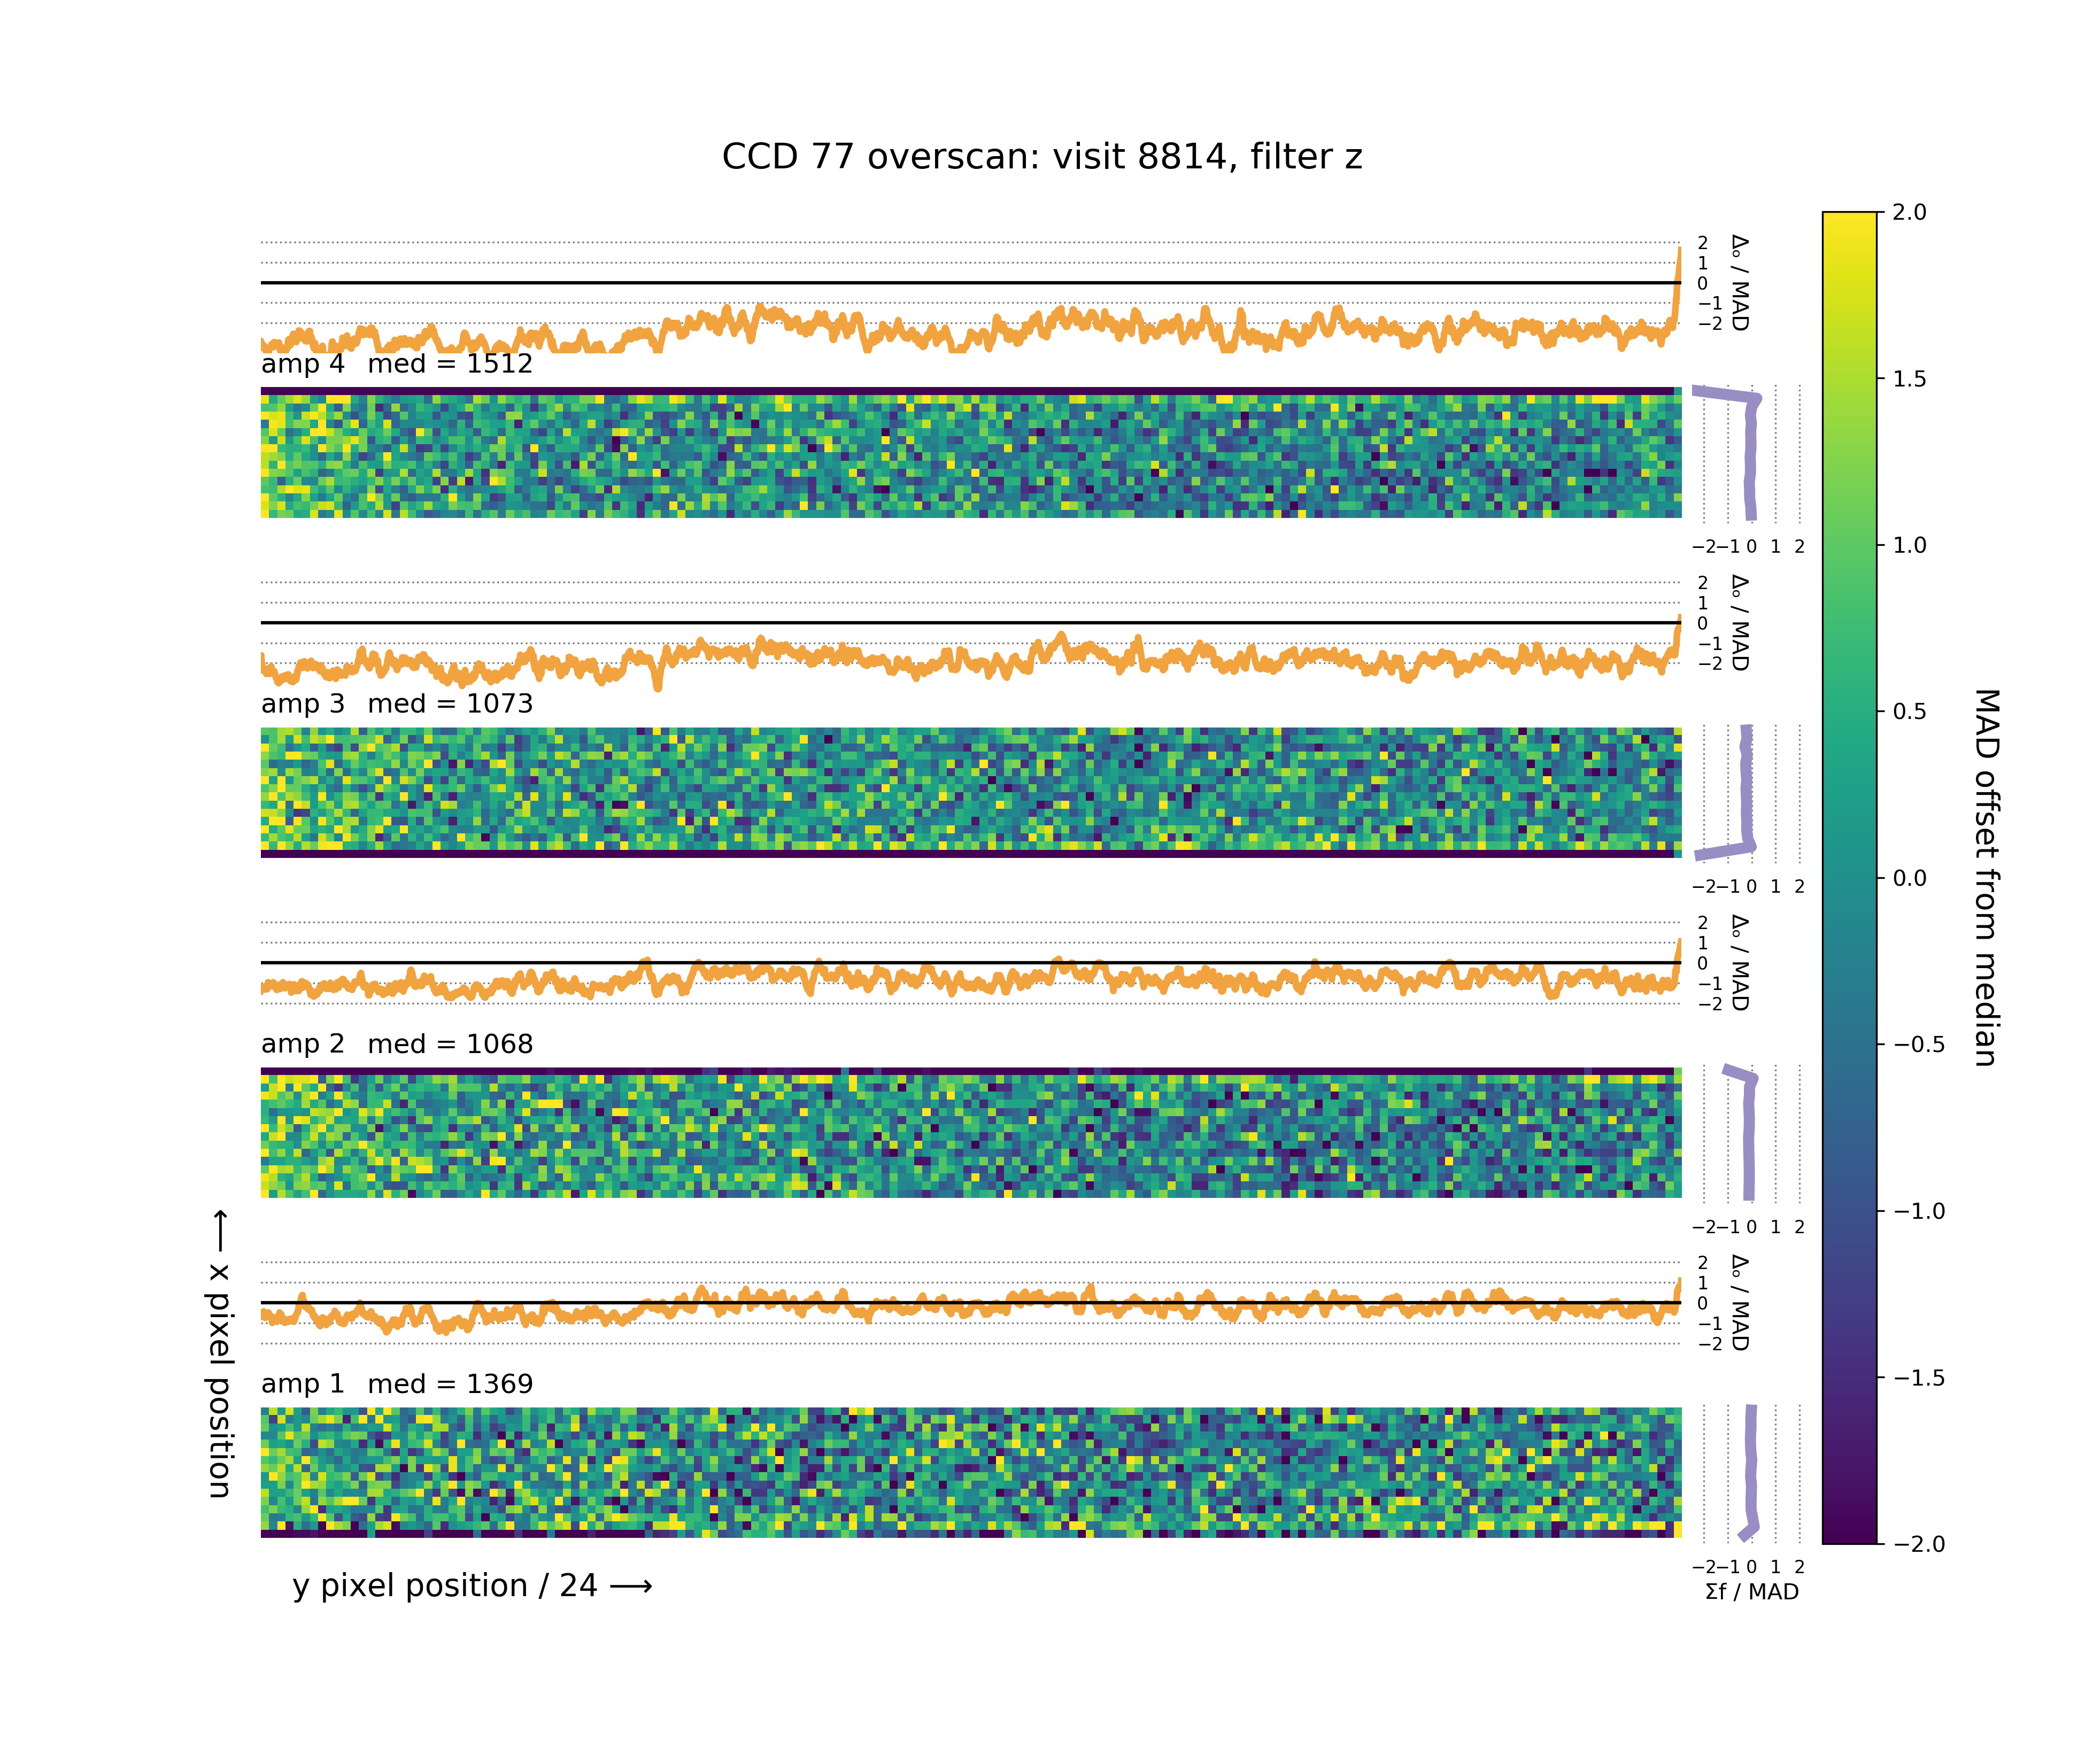 CCD 77 overscan: visit 8814, filter z
2
1
0
−1
−2
Δₒ / MAD
amp 4 med = 1512
−2 −1 0 1 2
2
1
0
−1
−2
Δₒ / MAD
amp 3 med = 1073
−2 −1 0 1 2
2
1
0
−1
−2
Δₒ / MAD
amp 2 med = 1068
−2 −1 0 1 2
2
1
0
−1
−2
Δₒ / MAD
amp 1 med = 1369
−2 −1 0 1 2
Σf / MAD
y pixel position / 24 ⟶
⟵ x pixel position
2.0
1.5
1.0
0.5
0.0
−0.5
−1.0
−1.5
−2.0
MAD offset from median